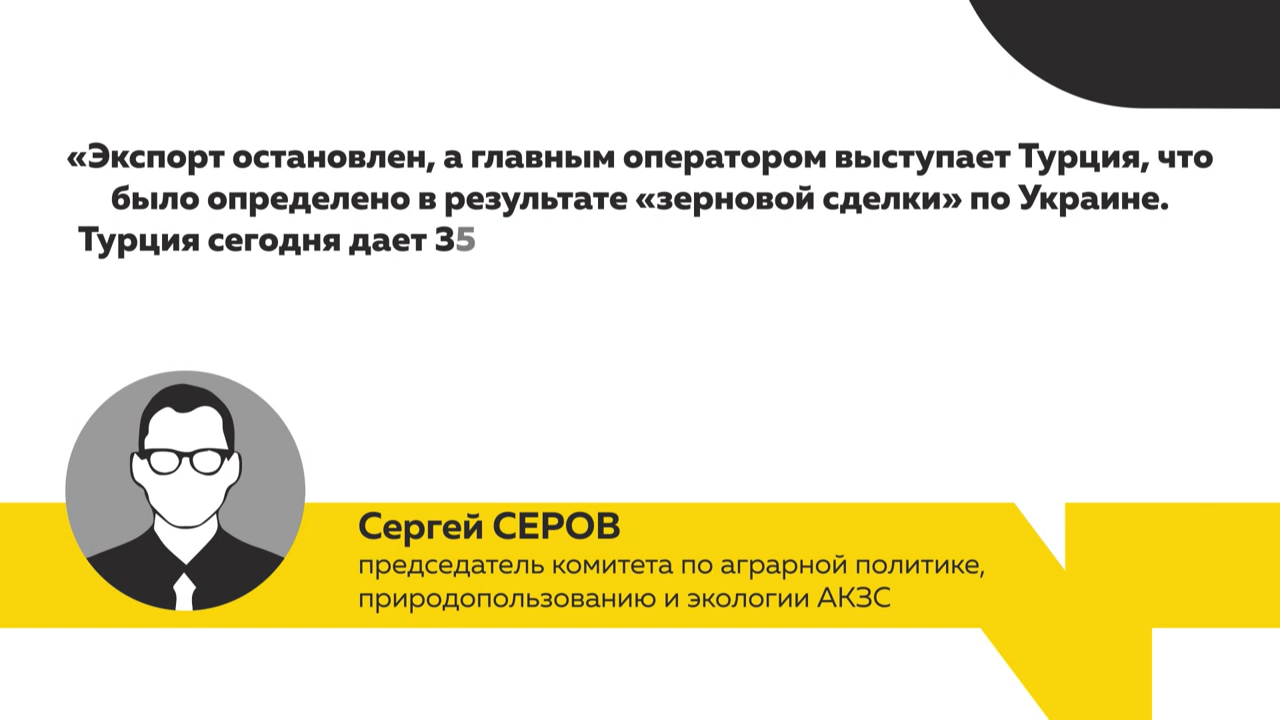 «Экспорт остановлен, а главным оператором выступает Турция, что
было определено в результате «зерновой сделки» по Украине.
Турция сегодня дает 35
Сергей СЕРОВ
председатель комитета по аграрной политике,
природопользованию и экологии АКЗС